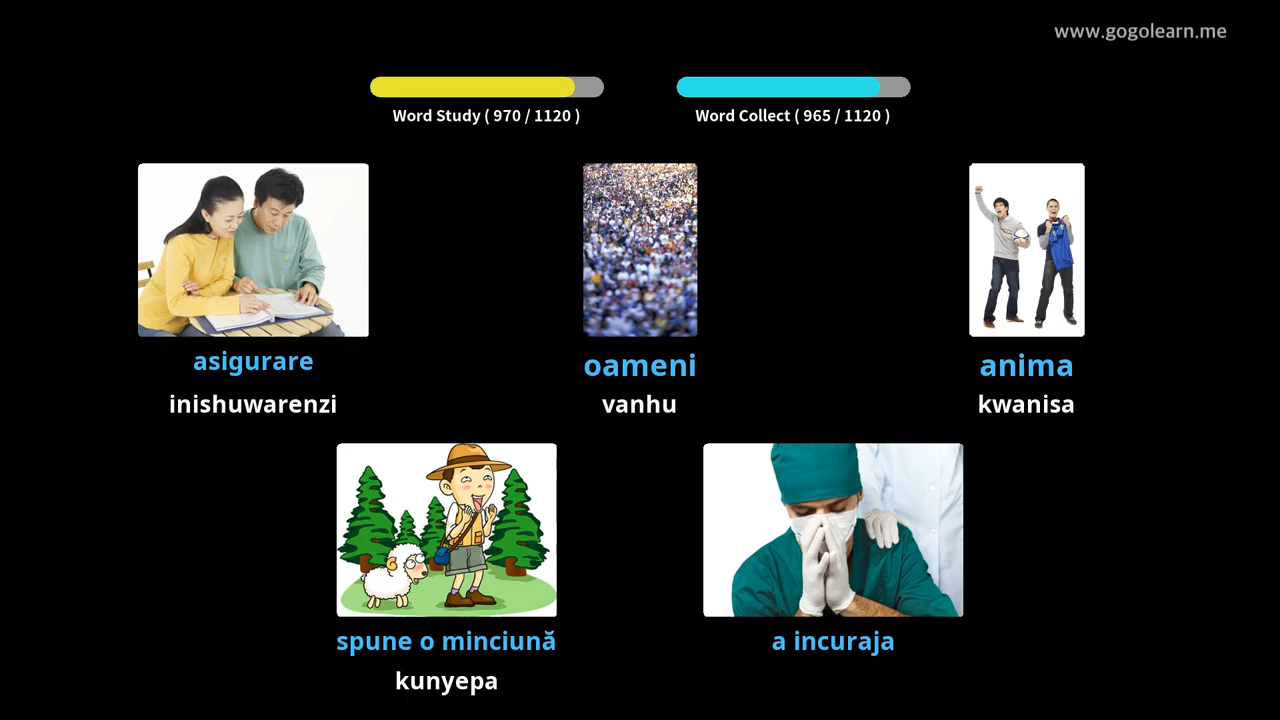 www.gogolearn.me
Word Study ( 970 / 1120 )
Word Collect ( 965 / 1120 )
asigurare
inishuwarenzi
oameni
vanhu
anima
kwanisa
spune o minciună
kunyepa
a incuraja